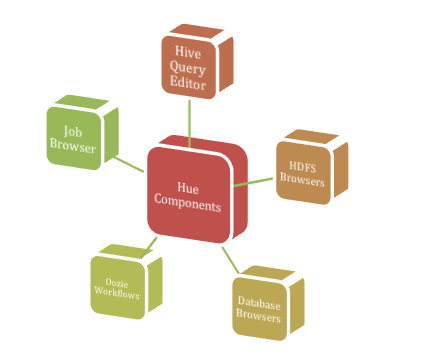 Hive
Query
Editor
Job
Browser
HDFS
Browsers
Hue
Components
Oozie
Workflows
Database
Browsers